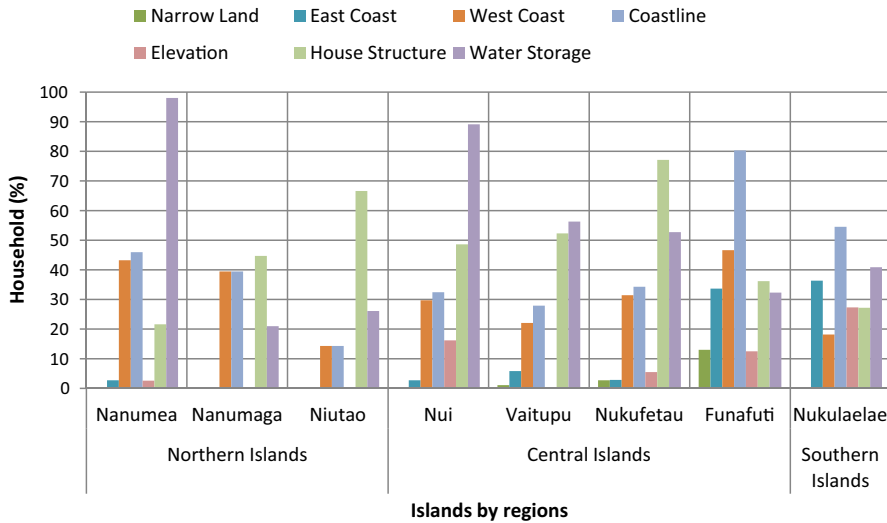 Narrow Land East Coast West Coast Coastline
Elevation House Structure Water Storage
Household (%)
100
90
80
70
60
50
40
30
20
10
0
Nanumea Nanumaga Niutao Nui Vaitupu Nukufetau Funafuti Nukulaelae
Northern Islands Central Islands Southern
Islands
Islands by regions